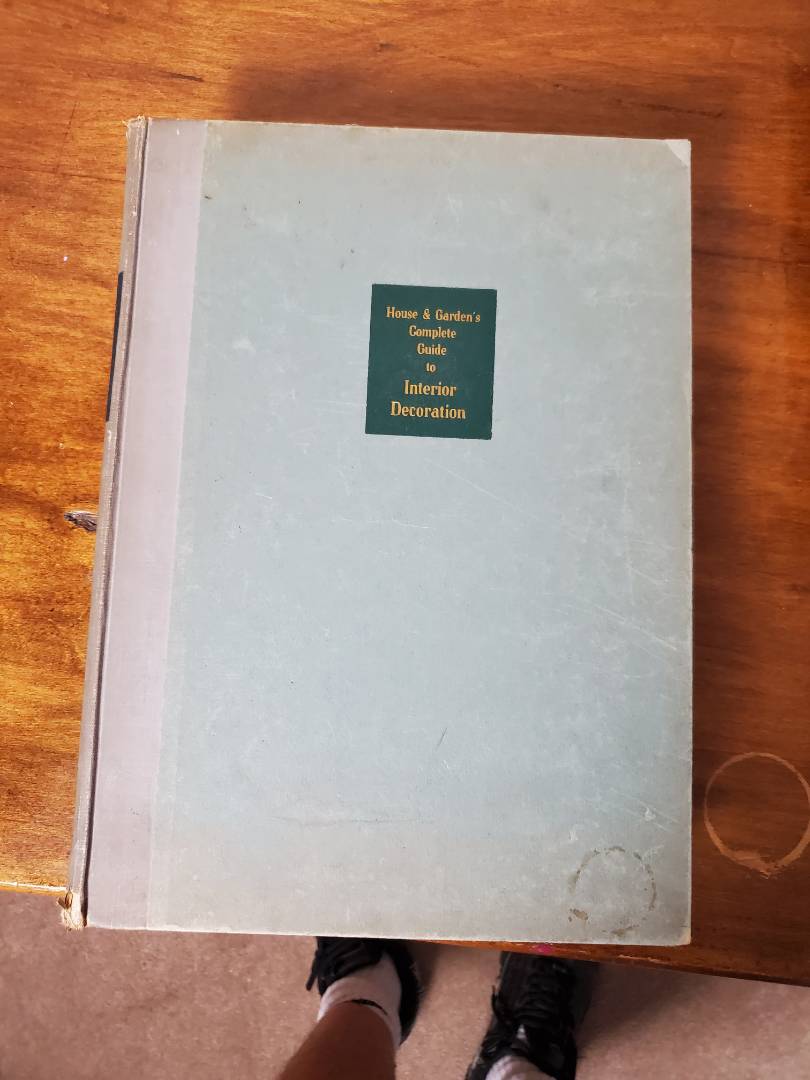 House & Garden's
Complete
Guide
to
Interior
Decoration